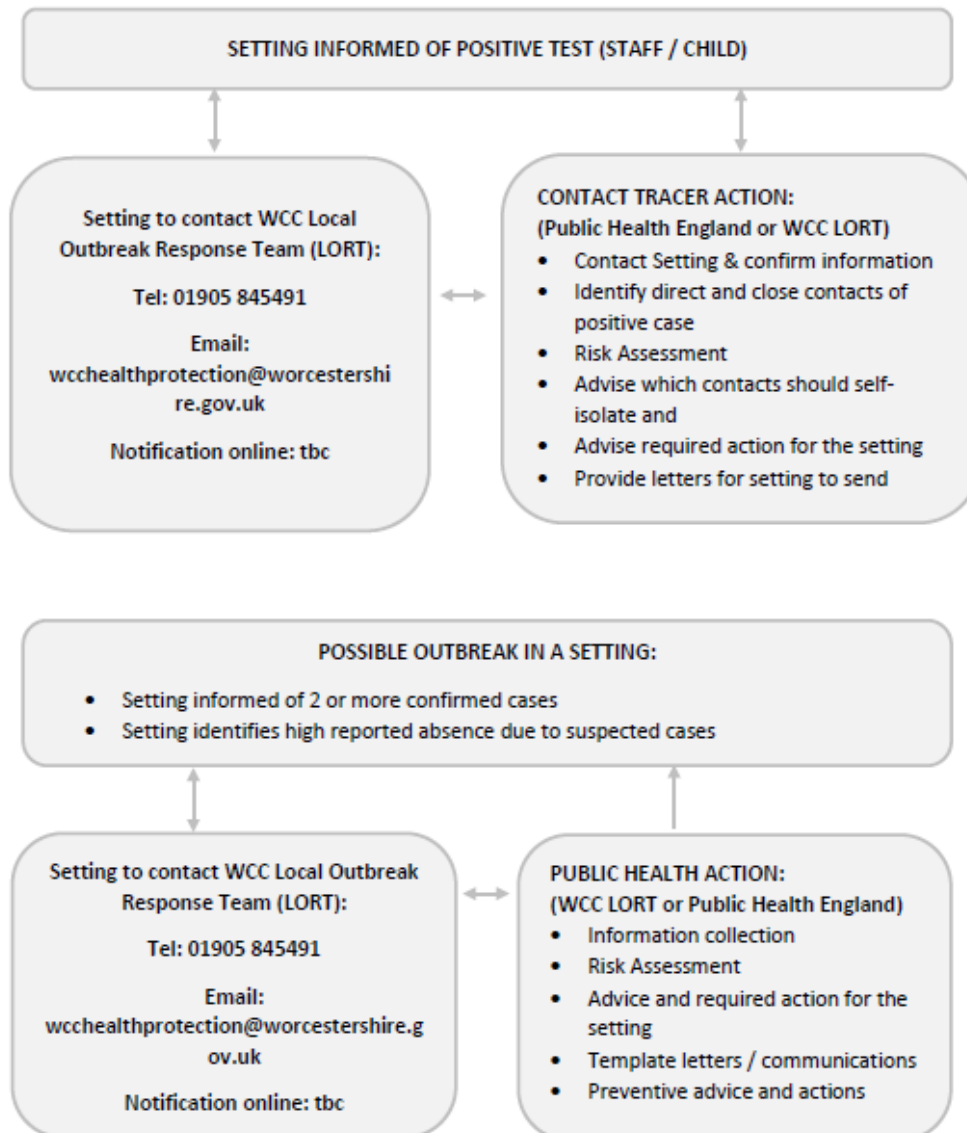 SETTING INFORMED OF POSITIVE TEST (STAFF / CHILD)
Setting to contact WCC Local
Outbreak Response Team (LORT):
Tel: 01905 845491
Email:
wcchealthprotection@worcestershi
re.gov.uk
Notification online: tbc
CONTACT TRACER ACTION:
(Public Health England or WCC LORT)
• Contact Setting & confirm information
• Identify direct and close contacts of
positive case
• Risk Assessment
• Advise which contacts should self-
isolate and
• Advise required action for the setting
• Provide letters for setting to send
POSSIBLE OUTBREAK IN A SETTING:
• Setting informed of 2 or more confirmed cases
• Setting identifies high reported absence due to suspected cases
Setting to contact WCC Local Outbreak
Response Team (LORT):
Tel: 01905 845491
Email:
wcchealthprotection@worcestershire.g
ov.uk
Notification online: tbc
PUBLIC HEALTH ACTION:
(WCC LORT or Public Health England)
• Information collection
• Risk Assessment
• Advice and required action for the
setting
• Template letters / communications
• Preventive advice and actions